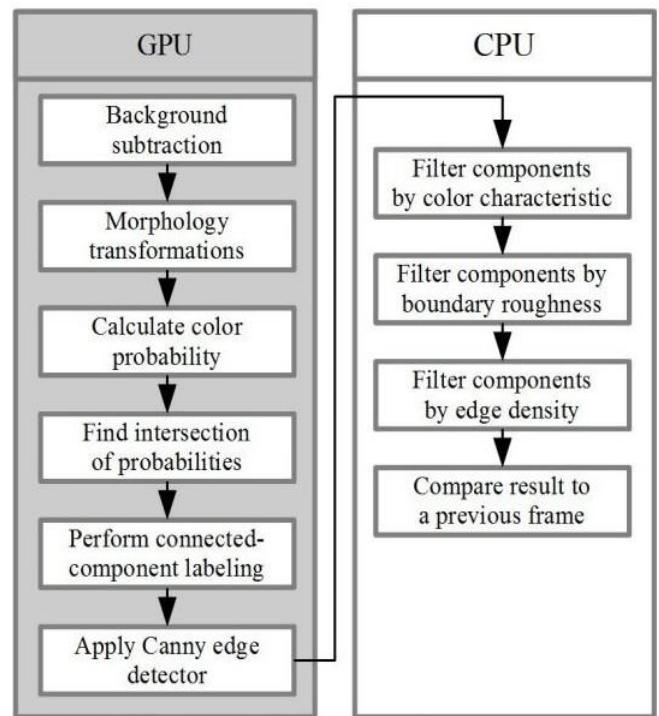 GPU
Background
subtraction
Morphology
transformations
Calculate color
probability
Find intersection
of probabilities
Perform connected-
component labeling
Apply Canny edge
detector
CPU
Filter components
by color characteristic
Filter components by
boundary roughness
Filter components
by edge density
Compare result to
a previous frame